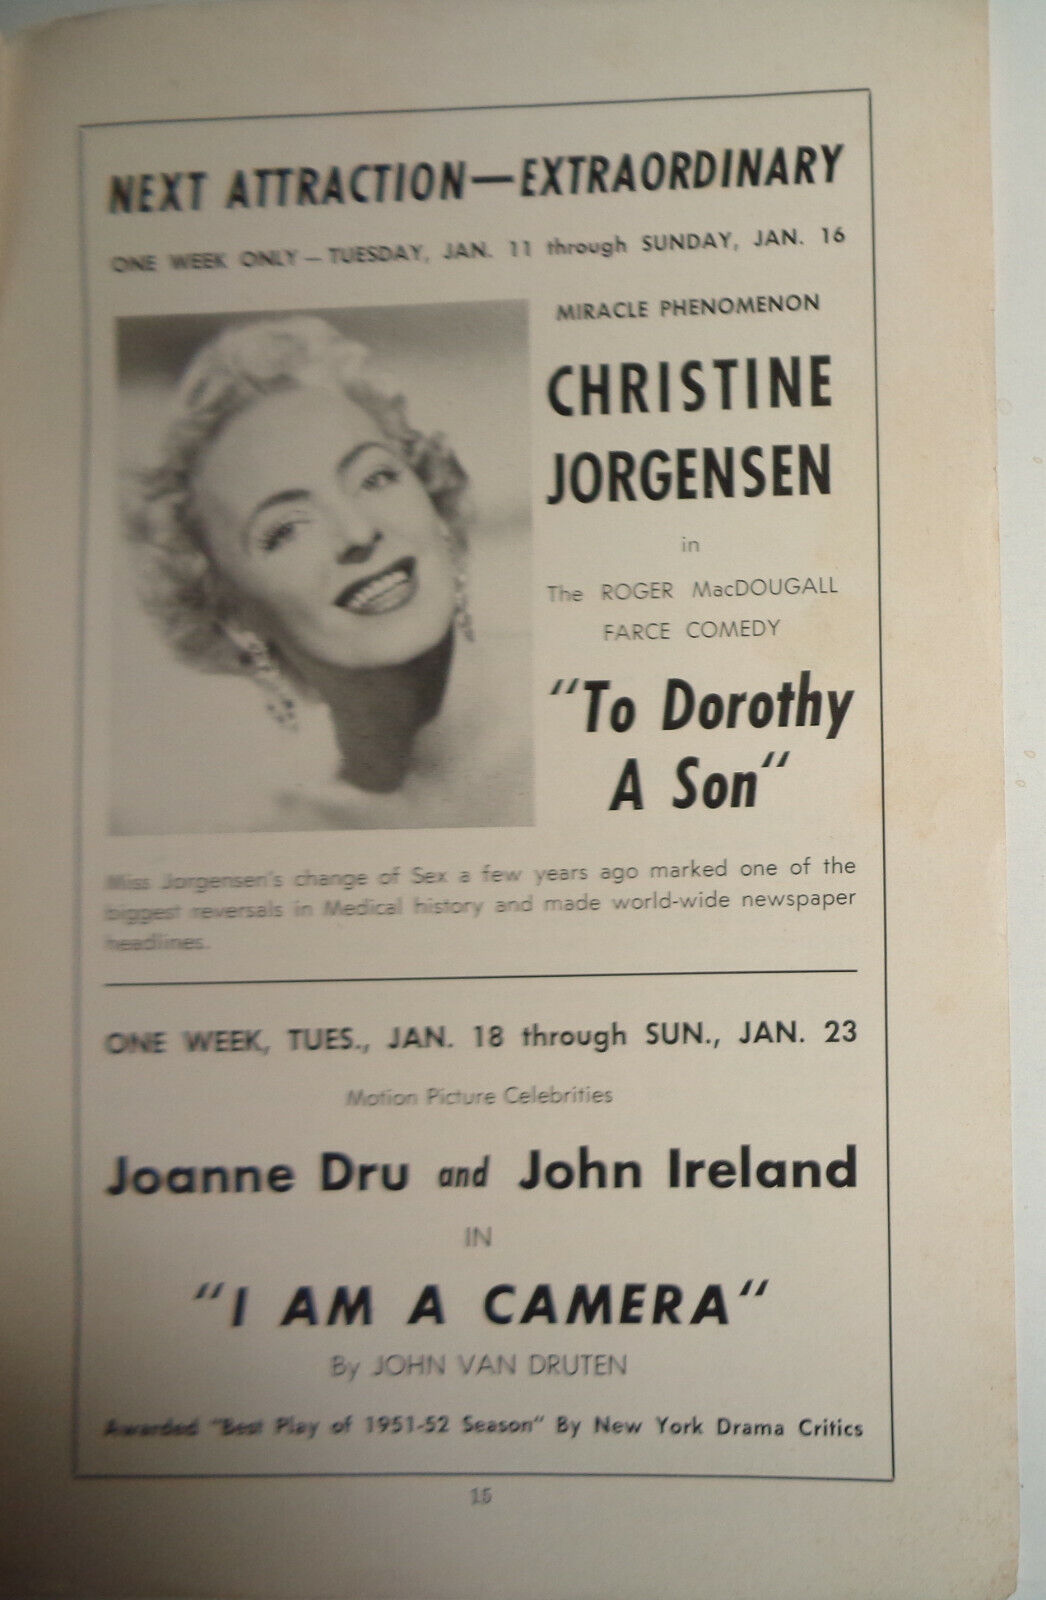 NEXT ATTRACTION—EXTRAORDINARY
ONE WEEK ONLY — TUESDAY, JAN. 11 through SUNDAY, JAN. 16
MIRACLE PHENOMENON
CHRISTINE
JORGENSEN
in
The ROGER MacDOUGALL
FARCE COMEDY
"To Dorothy
A Son"
Miss Jorgensen's change of Sex a few years ago marked one of the
biggest reversals in Medical history and made world-wide newspaper
headlines.
ONE WEEK, TUES., JAN. 18 through SUN., JAN. 23
Motion Picture Celebrities
Joanne Dru and John Ireland
IN
"I AM A CAMERA"
By JOHN VAN DRUTEN
Awarded "Best Play of 1951-52 Season" By New York Drama Critics
15